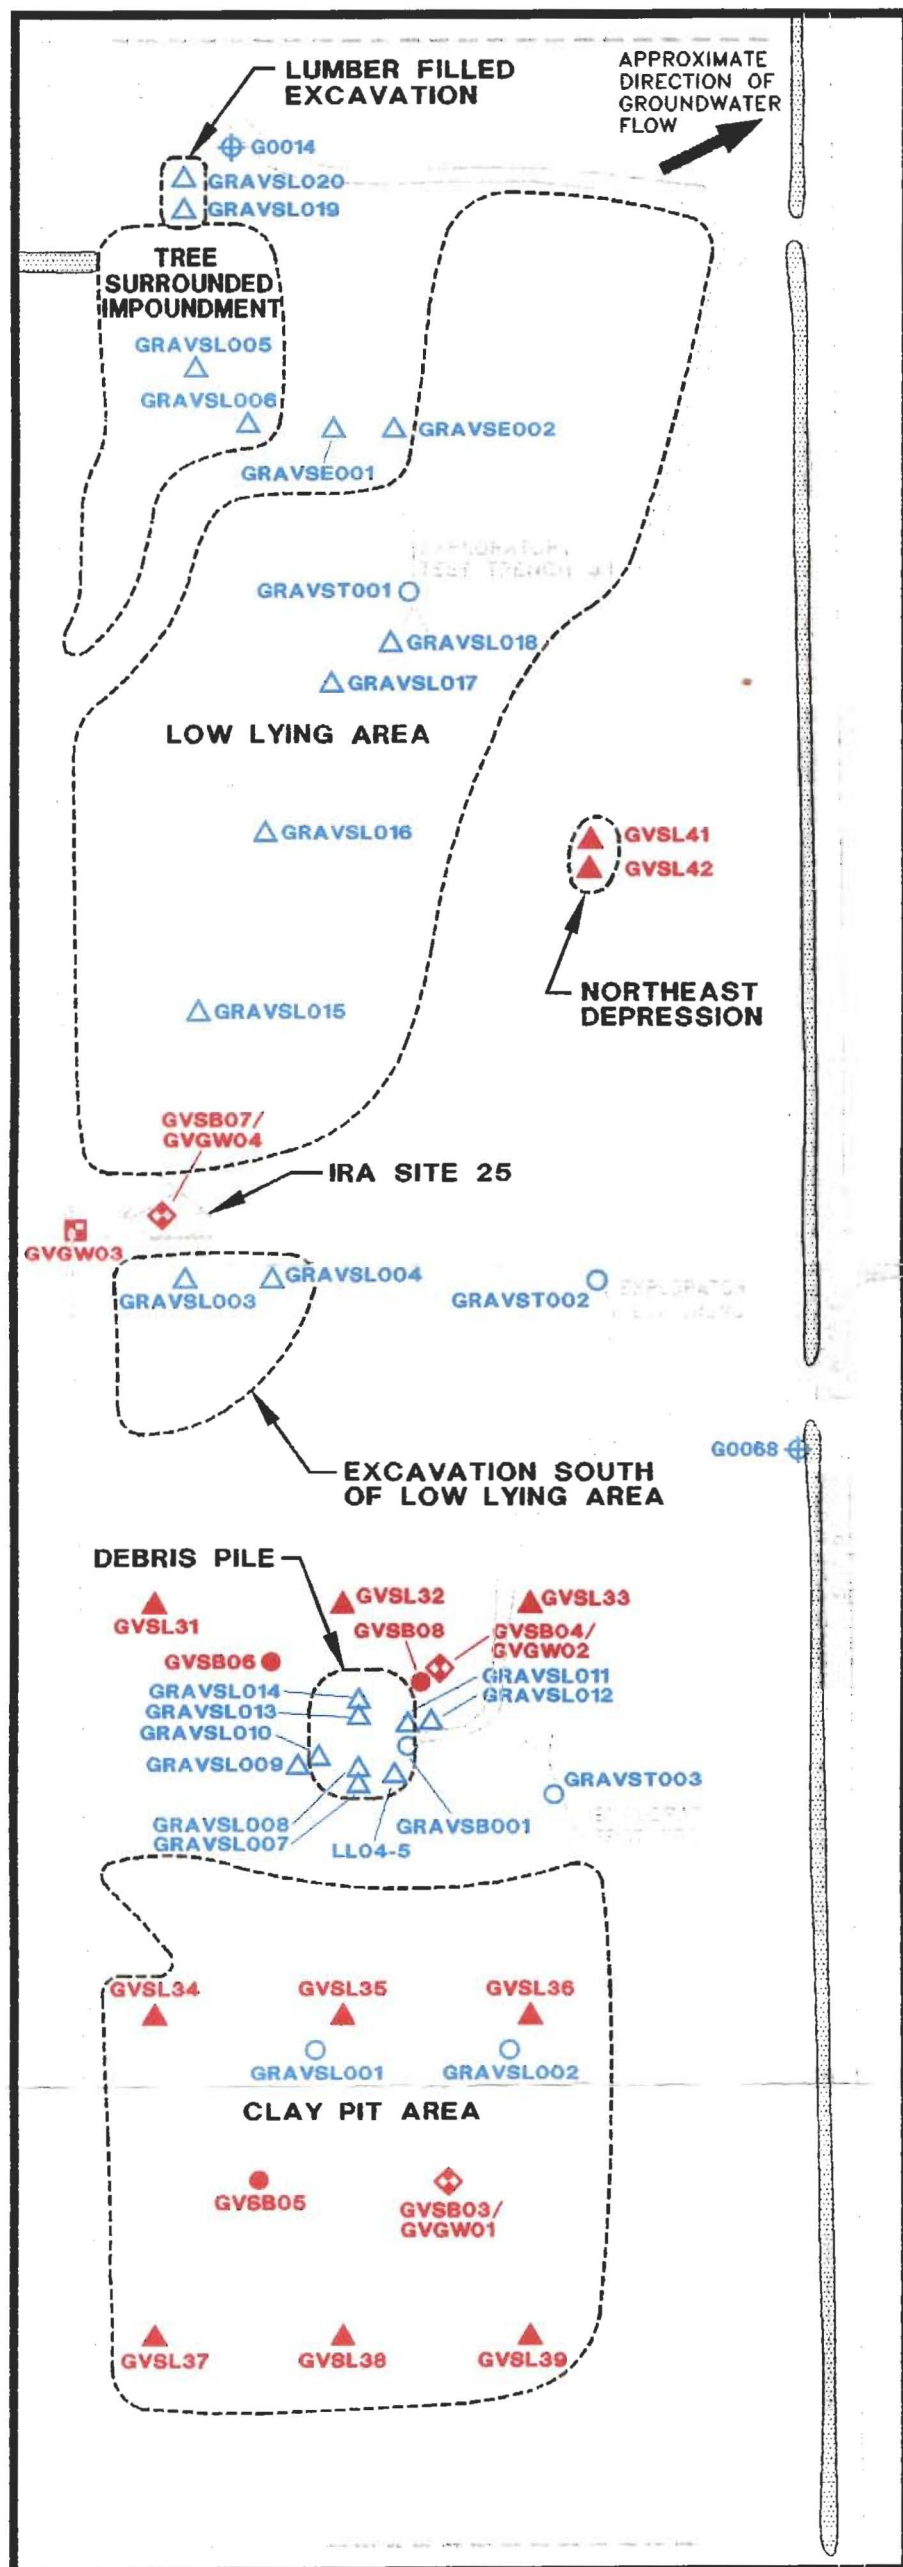 LUMBER FILLED
EXCAVATION
APPROXIMATE
DIRECTION OF
GROUNDWATER
FLOW
G0014
GRAVSL020
GRAVSL019
TREE
SURROUNDED
IMPOUNDMENT
GRAVSL005
GRAVSL006
GRAVSE002
GRAVSE001
GRAVST001
GRAVSL018
GRAVSL017
LOW LYING AREA
GRAVSL016
GVSL41
GVSL42
NORTHEAST
DEPRESSION
GRAVSL015
GVSB07/
GVGW04
IRA SITE 25
GVGW03
GRAVSL004
GRAVSL003
GRAVST002
G0068
EXCAVATION SOUTH
OF LOW LYING AREA
DEBRIS PILE
GVSL31
GVSL32
GVSL33
GVSB08
GVSB04/
GVGW02
GVSB06
GRAVSL011
GRAVSL014
GRAVSL012
GRAVSL013
GRAVSL010
GRAVSL009
GRAVST003
GRAVSL008
GRAVSB001
GRAVSL007
LL04-5
GVSL34
GVSL35
GVSL36
GRAVSL001
GRAVSL002
CLAY PIT AREA
GVSB05
GVSB03/
GVGW01
GVSL37
GVSL38
GVSL39